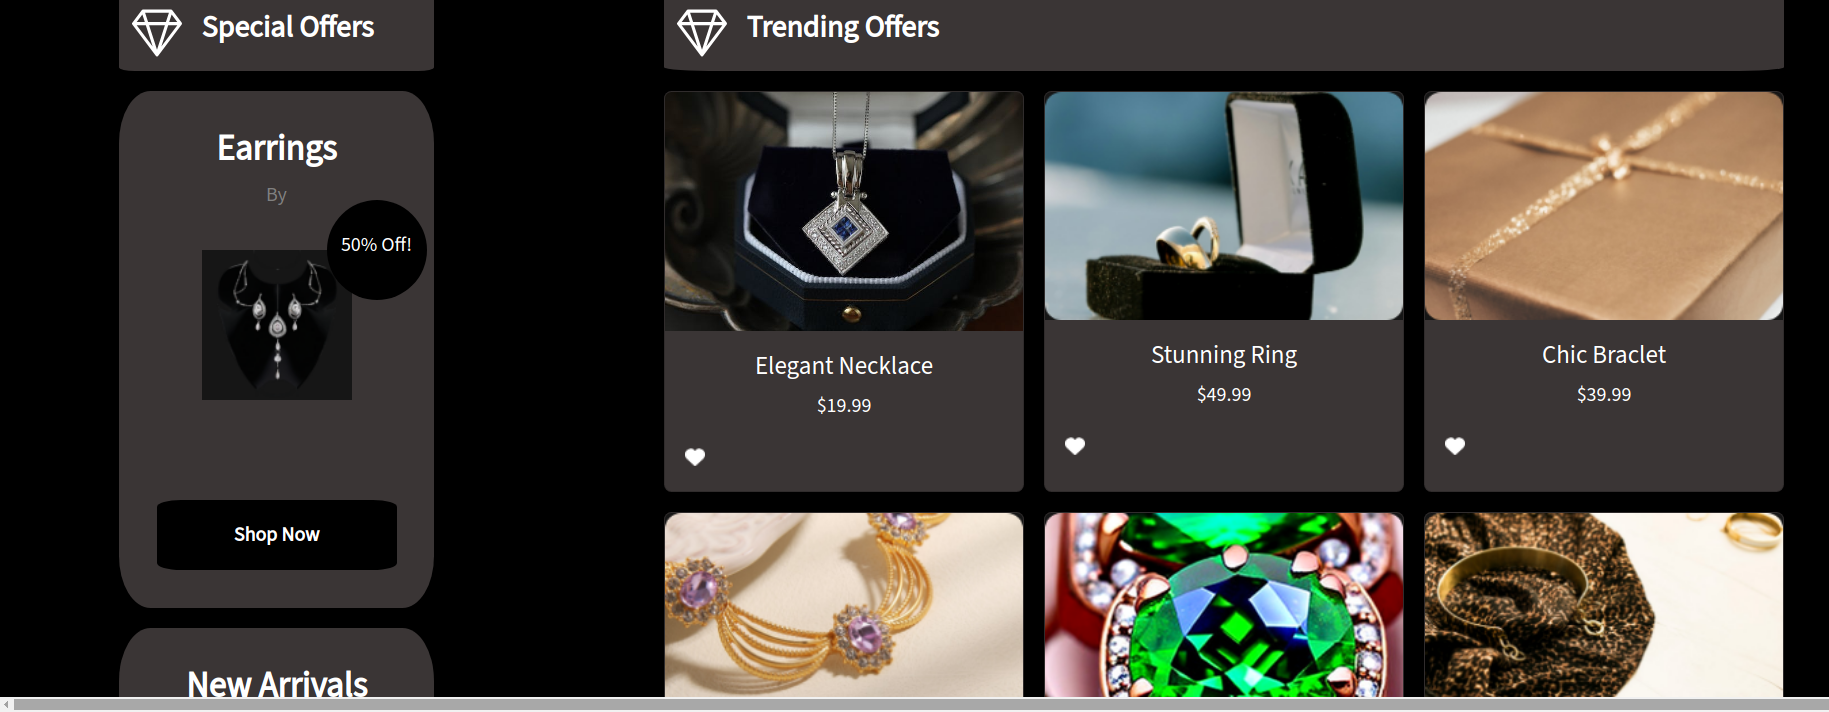 Special Offers
Trending Offers
Earrings
By
50% Off!
Shop Now
New Arrivals
Elegant Necklace
$19.99
Stunning Ring
$49.99
Chic Braclet
$39.99